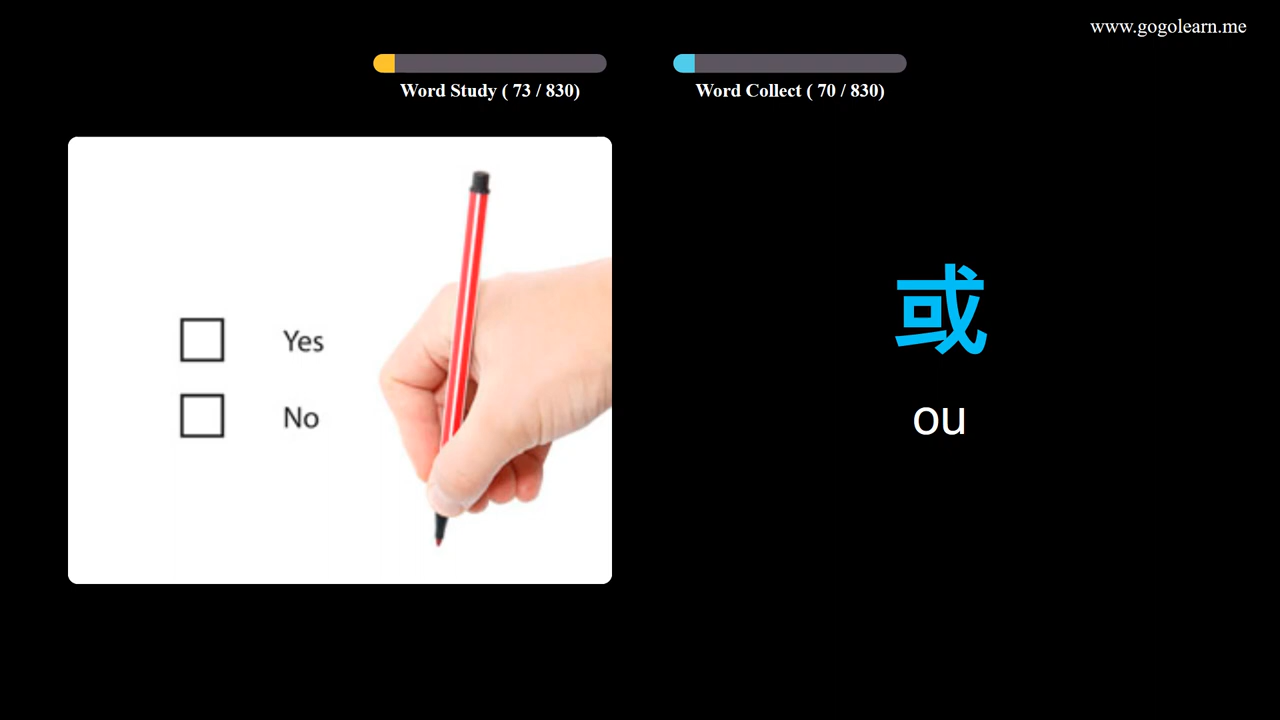 www.gogolearn.me
Word Study ( 73 / 830)
Word Collect ( 70 / 830)
Yes
No
或
ou